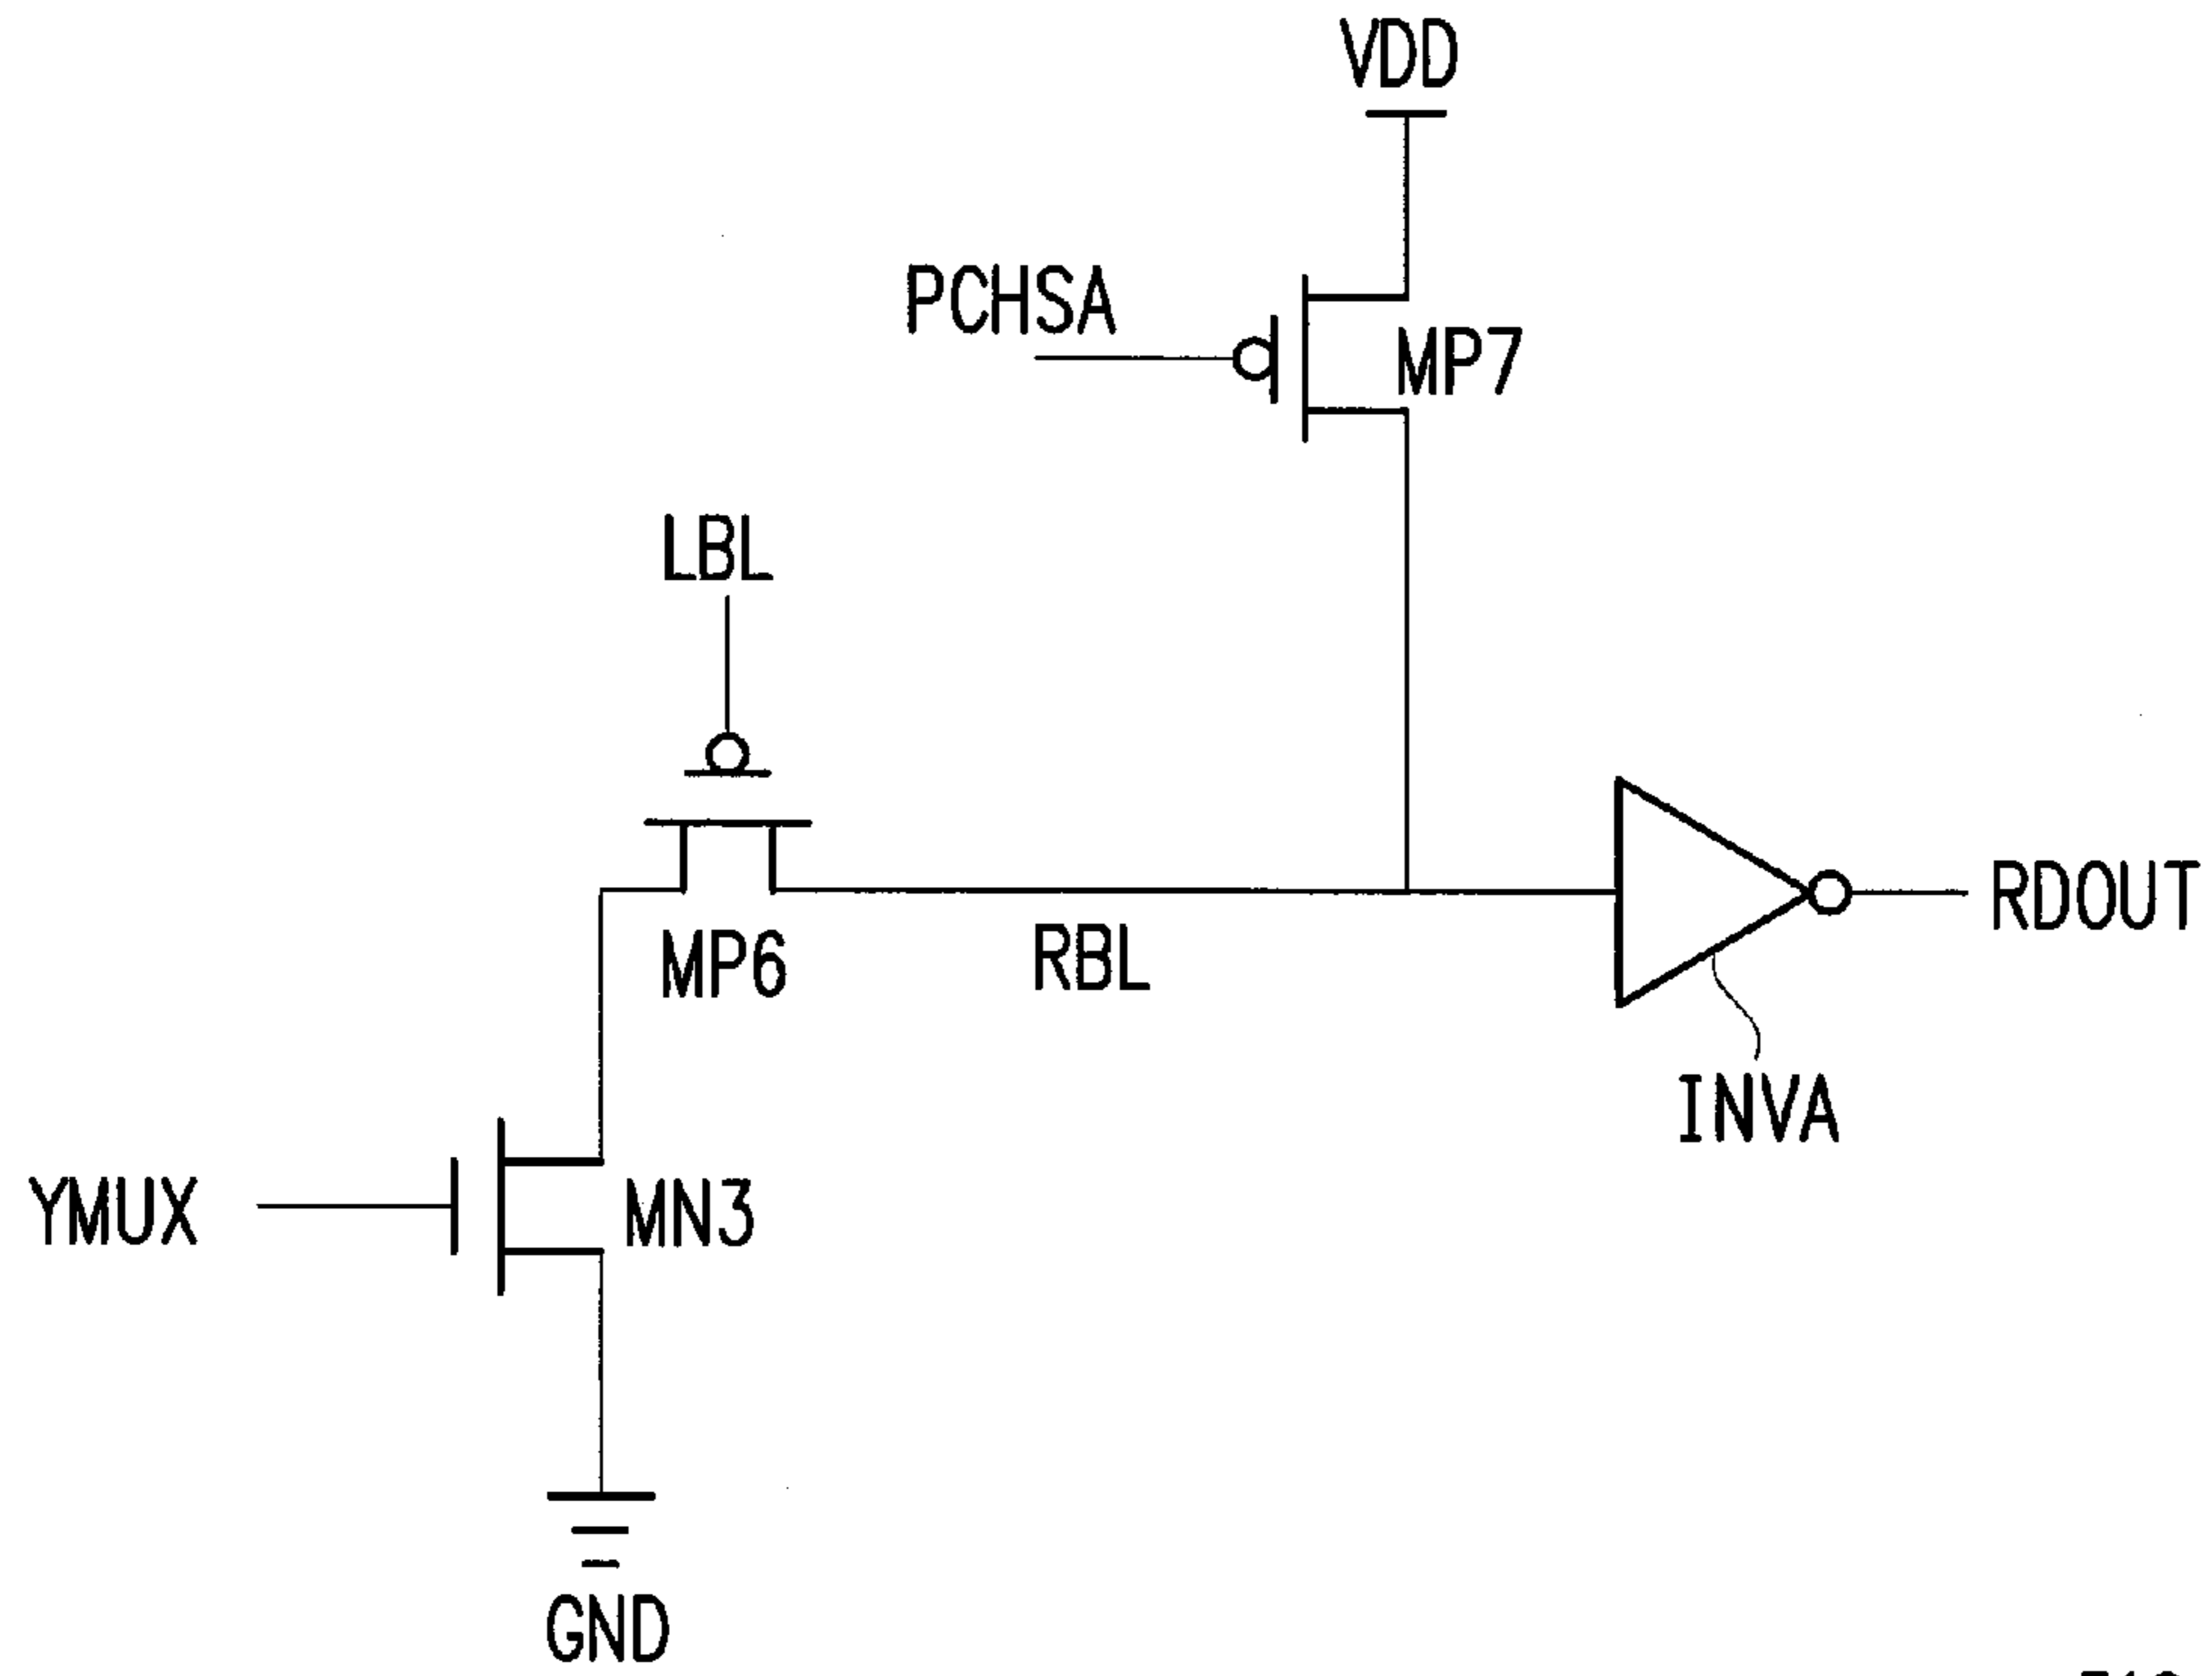 VDD
PCHSA
MP7
LBL
MP6
RBL
RDOUT
INVA
YMUX
MN3
GND